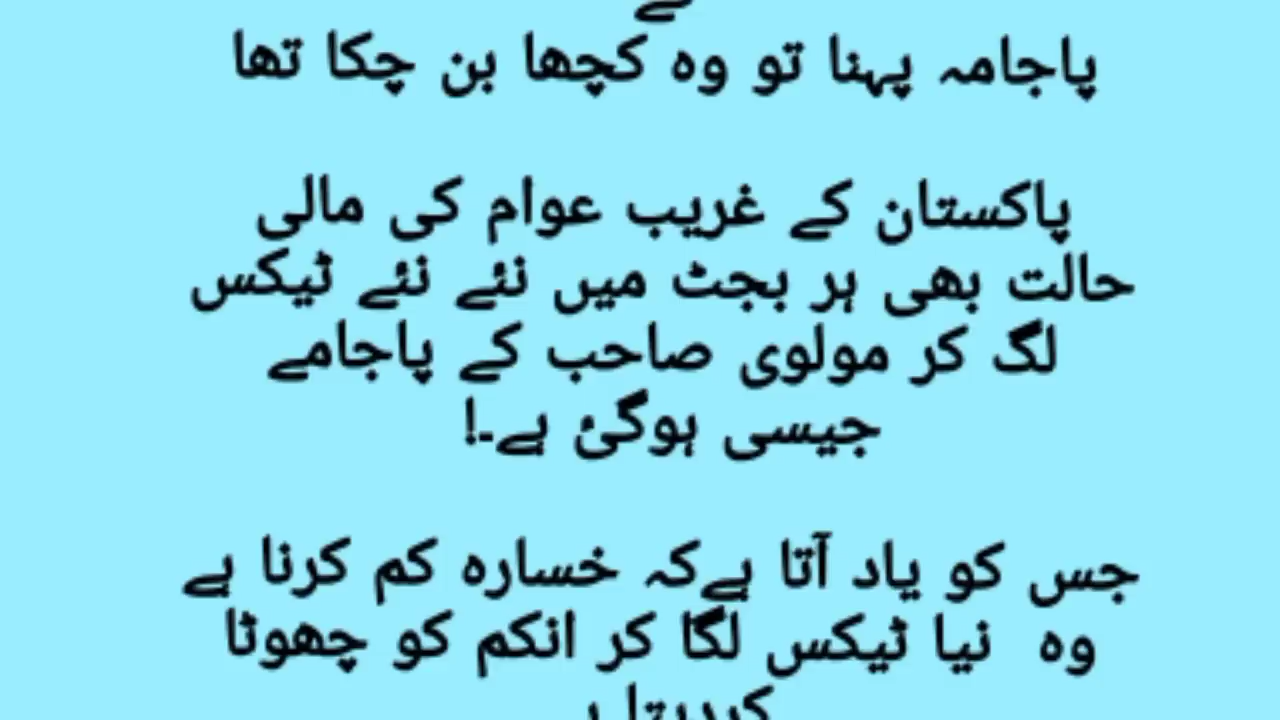 پاجامہ پہنا تو وہ کچھا بن چکا تھا
پاکستان کے غریب عوام کی مالی
حالت بھی ہر بجٹ میں نئے نئے ٹیکس
لگ کر مولوی صاحب کے پاجامے
جیسی ہوگئ ہے۔!
جس کو یاد آتا ہےکہ خسارہ کم کرنا ہے
وہ نیا ٹیکس لگا کر انکم کو چھوٹا